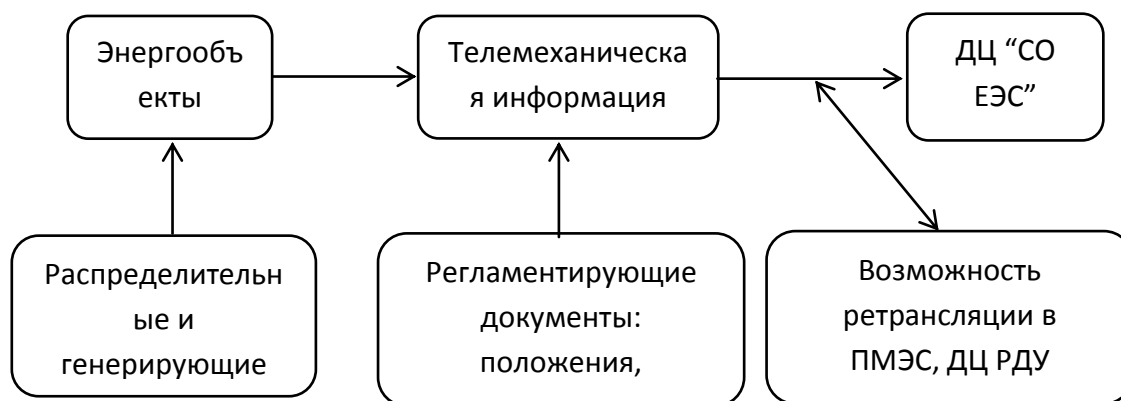 Энергообъ
екты
Телемеханическа
я информация
ДЦ “СО
ЕЭС”
Распределительн
ые и
генерирующие
Регламентирующие
документы:
положения,
Возможность
ретрансляции в
ПМЭС, ДЦ РДУ